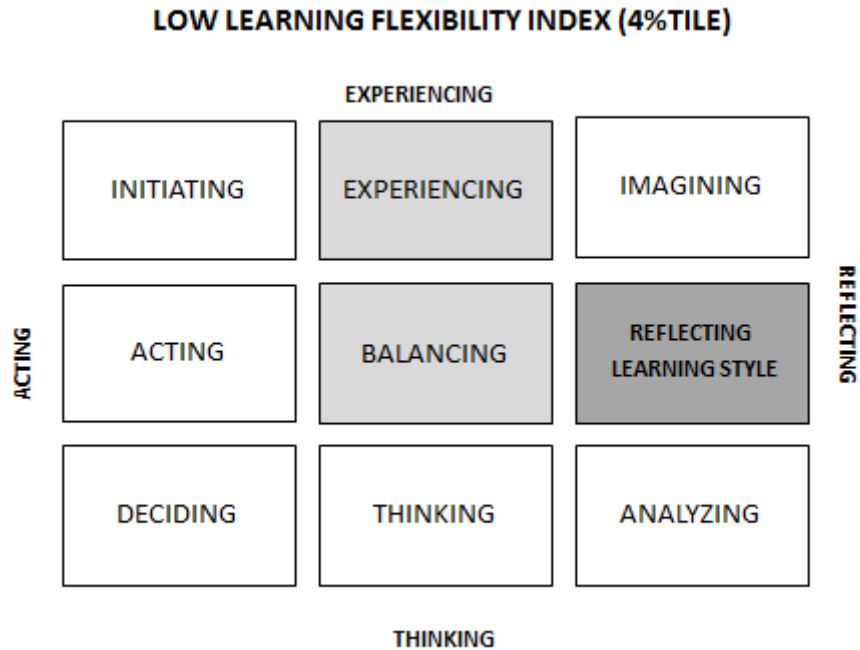 LOW LEARNING FLEXIBILITY INDEX (4%TILE)
EXPERIENCING
INITIATING
EXPERIENCING
IMAGINING
ACTING
ACTING
BALANCING
REFLECTING
LEARNING STYLE
REFLECTING
DECIDING
THINKING
ANALYZING
THINKING